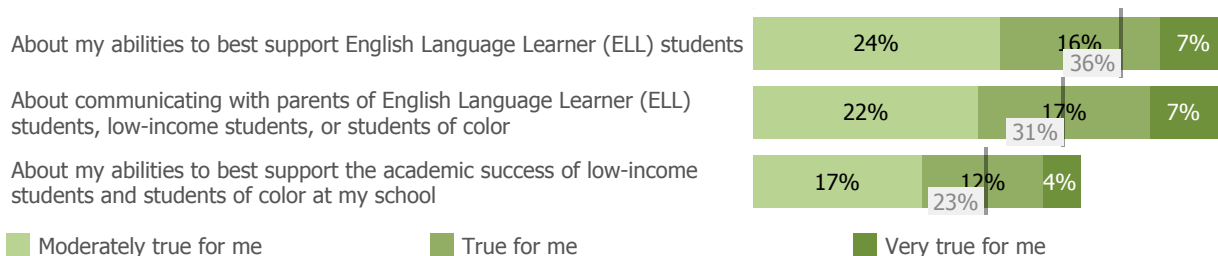 About my abilities to best support English Language Learner (ELL) students
24%
16%
7%
36%
About communicating with parents of English Language Learner (ELL)
students, low-income students, or students of color
22%
17%
7%
31%
About my abilities to best support the academic success of low-income
students and students of color at my school
17%
12%
4%
23%
Moderately true for me
True for me
Very true for me